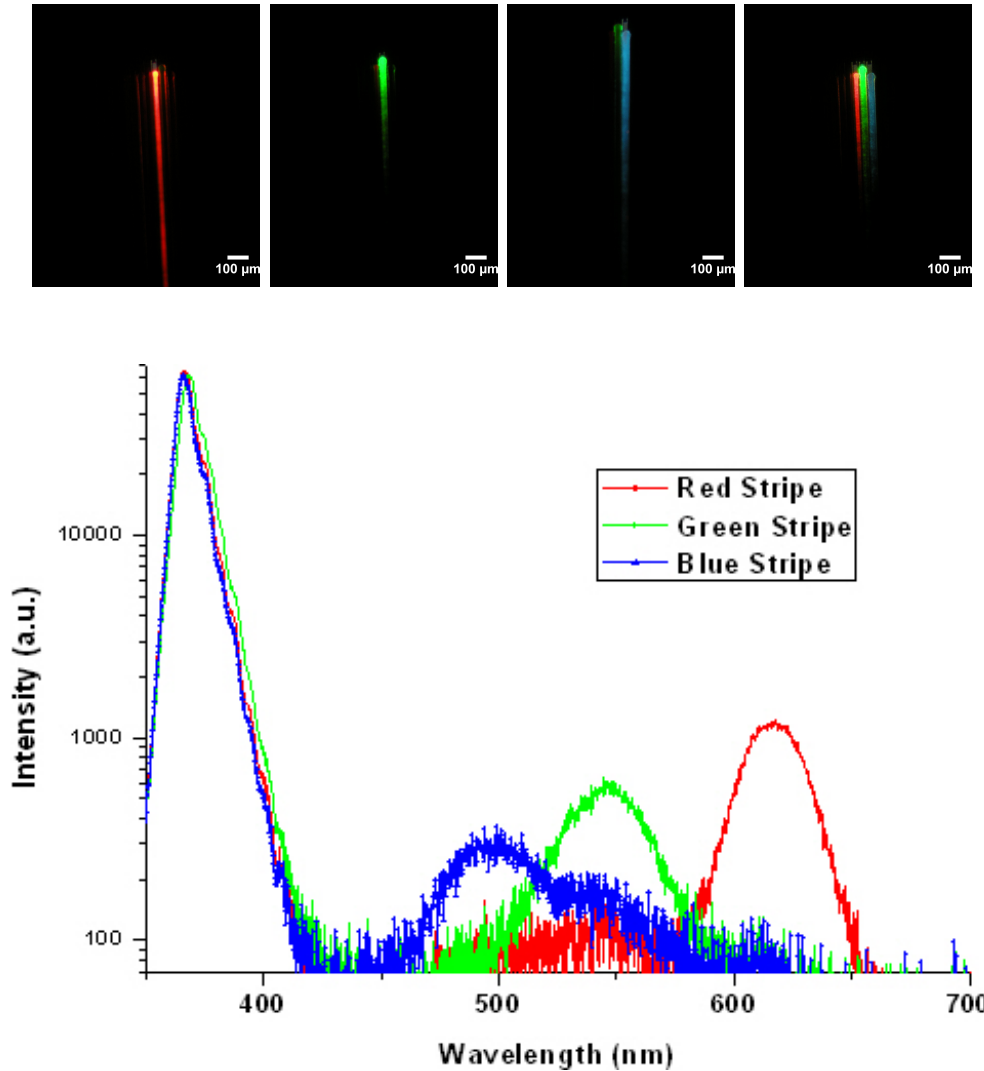 100 µm
100 µm
100 µm
100 µm
Red Stripe
Green Stripe
Blue Stripe
10000
1000
100
Intensity (a.u.)
400
500
600
700
Wavelength (nm)